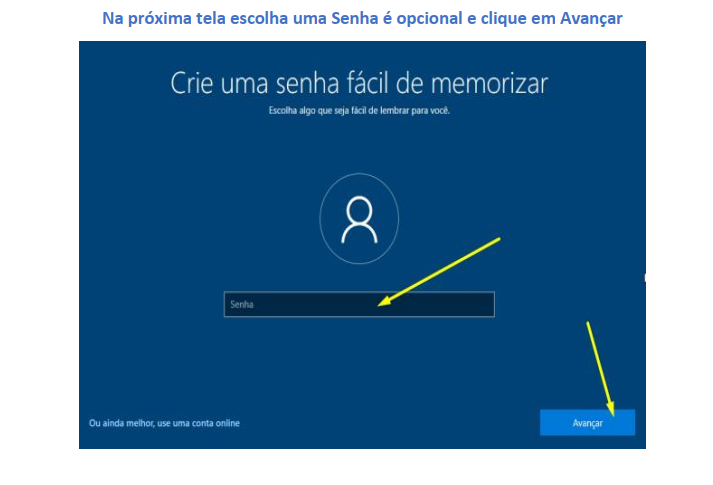 Na próxima tela escolha uma Senha é opcional e clique em Avançar
Crie uma senha fácil de memorizar
Escolha algo que seja fácil de lembrar para você.
Senha
Ou ainda melhor, use uma conta online
Avançar